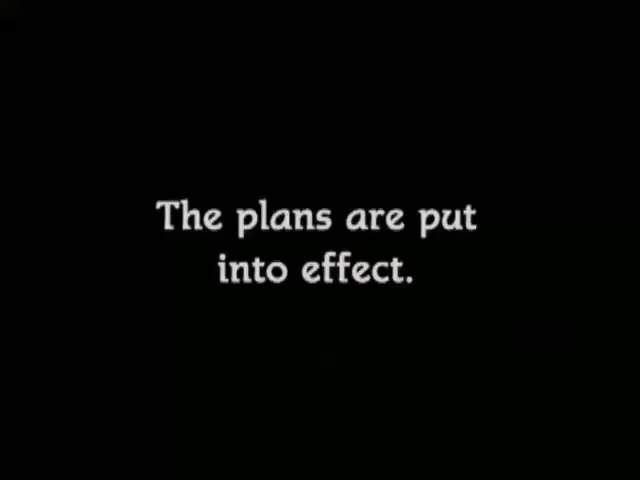 The plans are put
into effect.